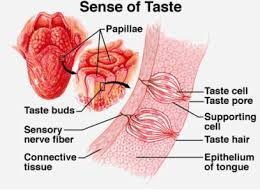 Sense of Taste
Papillae
Taste buds
Sensory
nerve fiber
Connective
tissue
Taste cell
Taste pore
Supporting
cell
Taste hair
Epithelium
of tongue